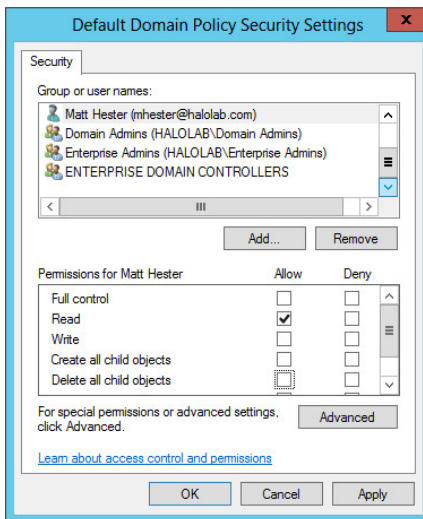 Default Domain Policy Security Settings
x
Security
Group or user names:
Matt Hester (mhester@halolab.com)
Domain Admins (HALOLAB\Domain Admins)
Enterprise Admins (HALOLAB\Enterprise Admins)
ENTERPRISE DOMAIN CONTROLLERS
Add... Remove
Permissions for Matt Hester Allow Deny
Full control
Read
Write
Create all child objects
Delete all child objects
For special permissions or advanced settings,
click Advanced.
Advanced
Learn about access control and permissions
OK Cancel Apply